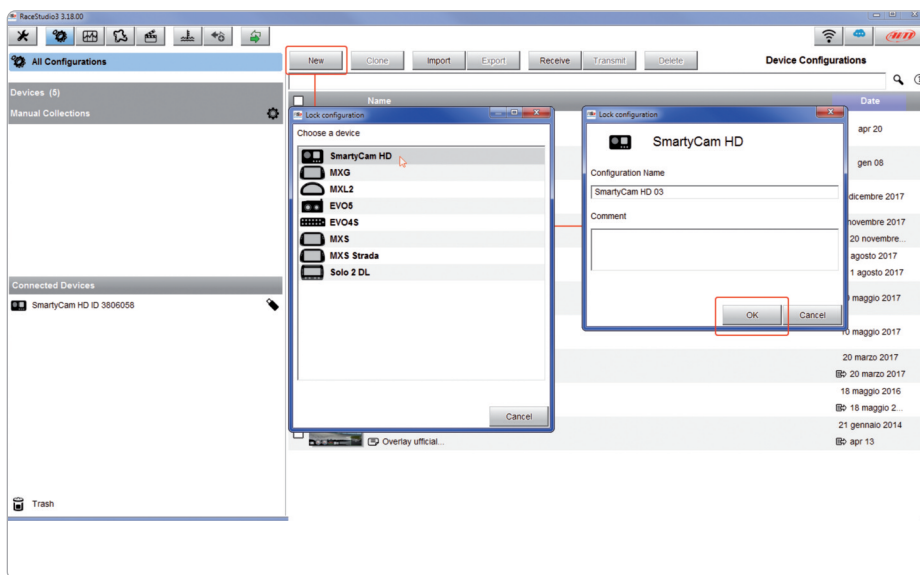 RaceStudio3 3.18.00
AiM
All Configurations
New Clone Import Export Receive Transmit Delete Device Configurations
Devices (5)
Manual Collections
Name Date
Lock configuration
Choose a device
SmartyCam HD
MXG
MXL2
EVO5
EVO4S
MXS
MXS Strada
Solo 2 DL
Cancel
Lock configuration
SmartyCam HD
Configuration Name
SmartyCam HD 03
Comment
OK Cancel
apr 20
gen 08
dicembre 2017
novembre 2017
20 novembre...
agosto 2017
1 agosto 2017
maggio 2017
0 maggio 2017
20 marzo 2017
20 marzo 2017
18 maggio 2016
18 maggio 2...
21 gennaio 2014
Overlay ufficial... apr 13
Connected Devices
SmartyCam HD ID 3806058
Trash